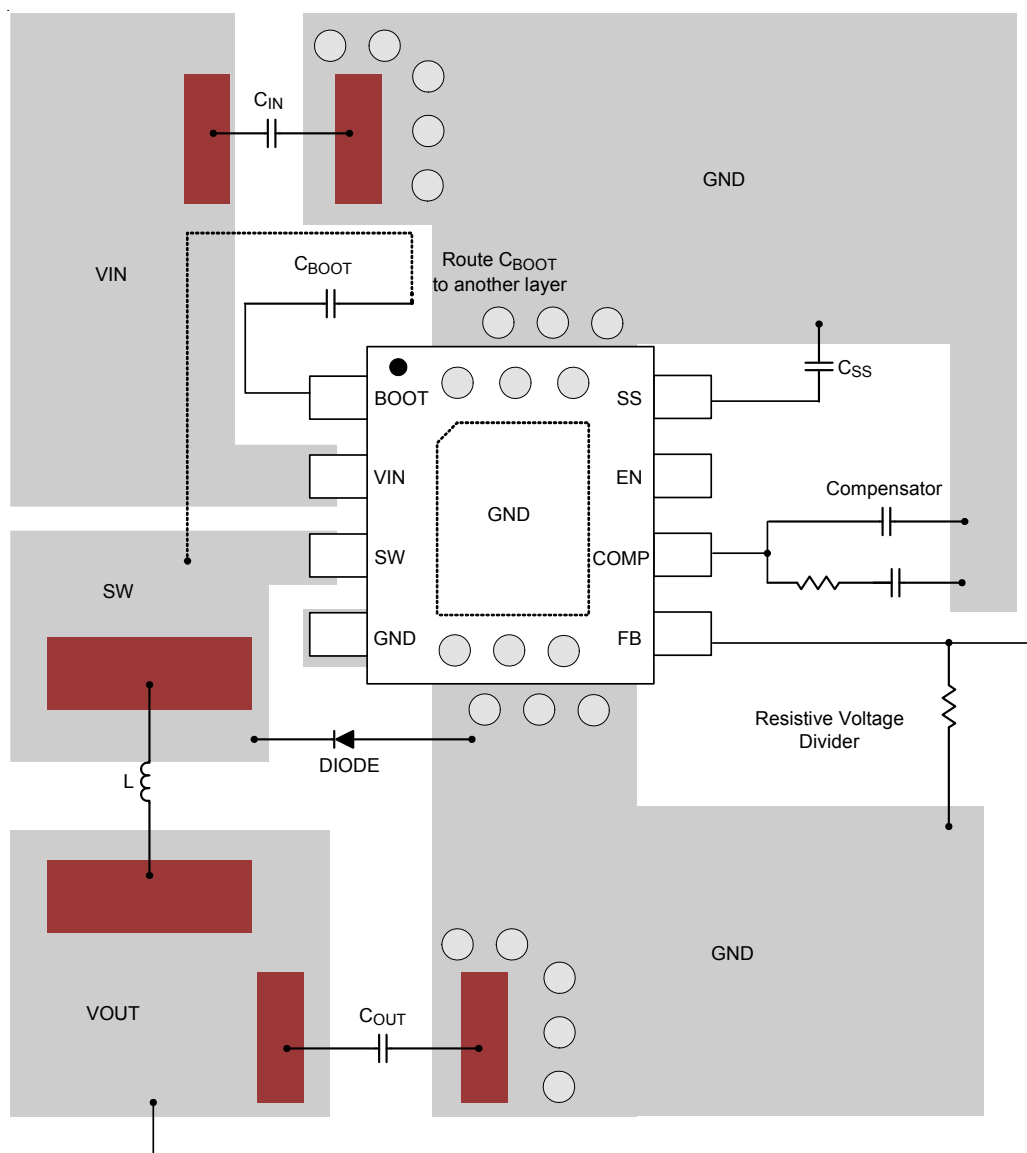 CIN
GND
VIN
CBOOT
Route CBOOT
to another layer
CSS
BOOT
SS
VIN
EN
Compensator
GND
SW
COMP
SW
GND
FB
Resistive Voltage
Divider
DIODE
L
GND
VOUT
COUT